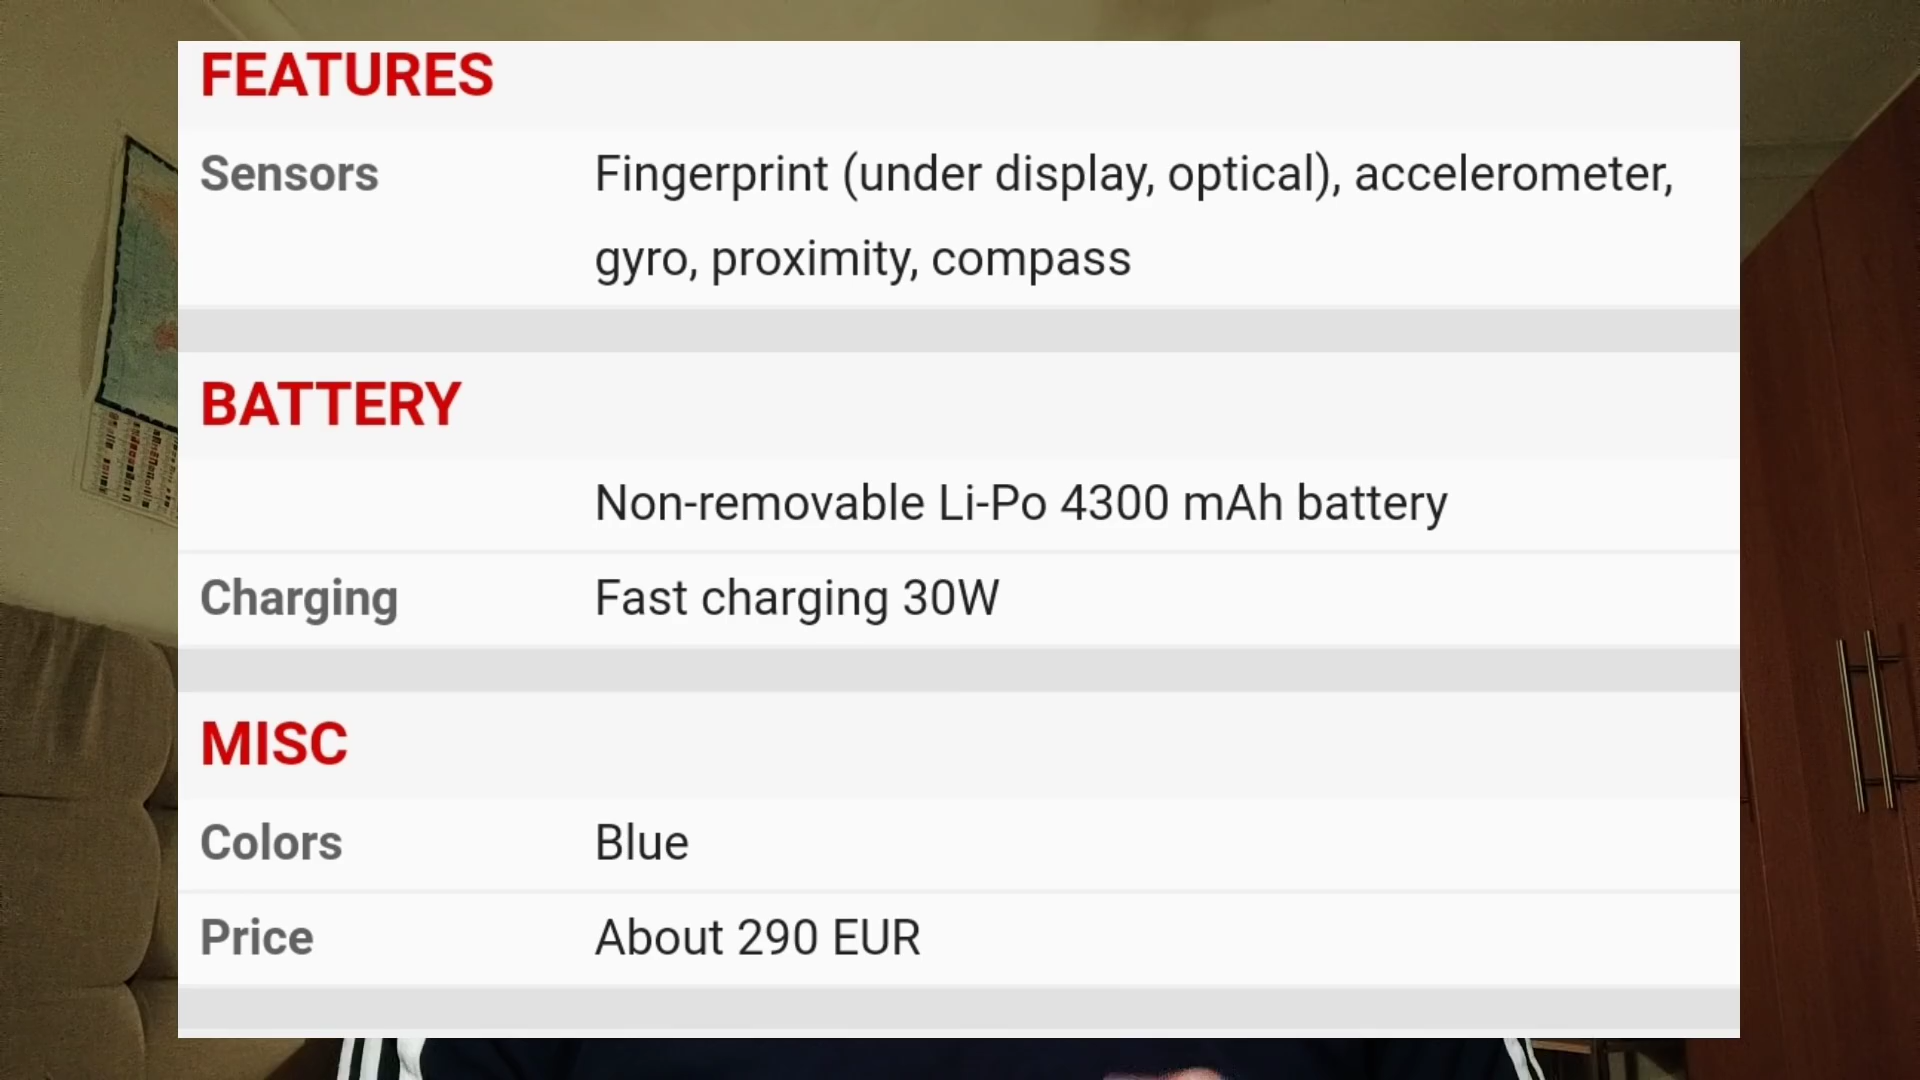 FEATURES
Sensors Fingerprint (under display, optical), accelerometer,
gyro, proximity, compass
BATTERY
Non-removable Li-Po 4300 mAh battery
Charging Fast charging 30W
MISC
Colors Blue
Price About 290 EUR